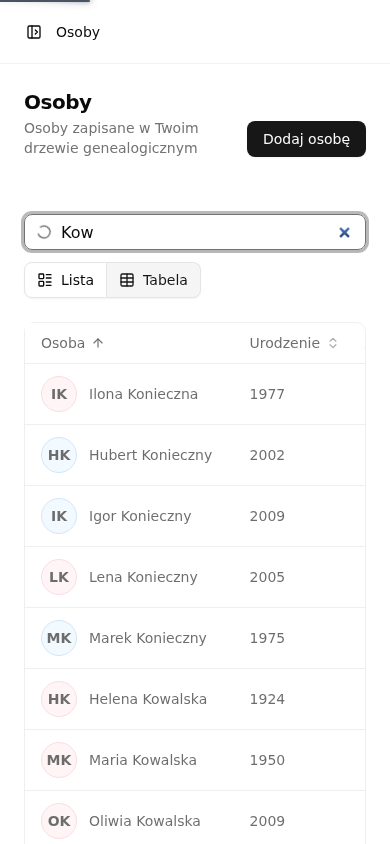 Osoby
Osoby
Osoby zapisane w Twoim
drzewie genealogicznym
Dodaj osobę
Kow
Lista
Tabela
Osoba
Urodzenie
IK Ilona Konieczna 1977
HK Hubert Konieczny 2002
IK Igor Konieczny 2009
LK Lena Konieczny 2005
MK Marek Konieczny 1975
HK Helena Kowalska 1924
MK Maria Kowalska 1950
OK Oliwia Kowalska 2009